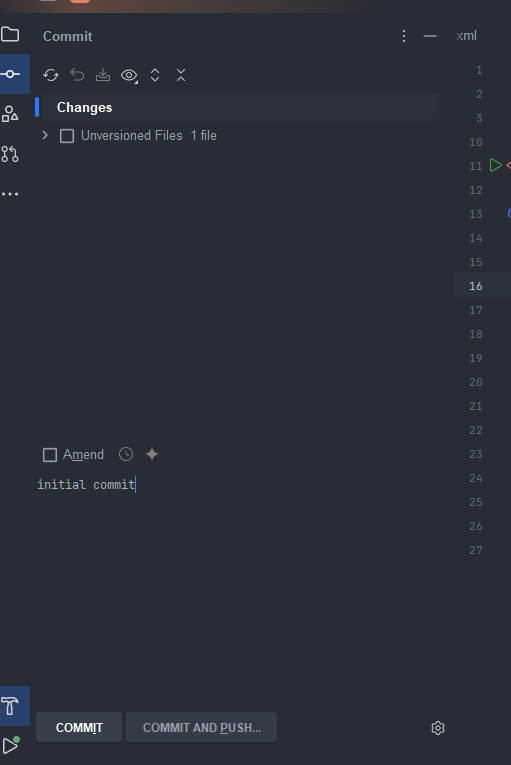 Commit
xml
Changes
Unversioned Files 1 file
Amend
initial commit
COMMIT
COMMIT AND PUSH...
1
2
3
10
11
12
13
14
15
16
17
18
19
20
21
22
23
24
25
26
27